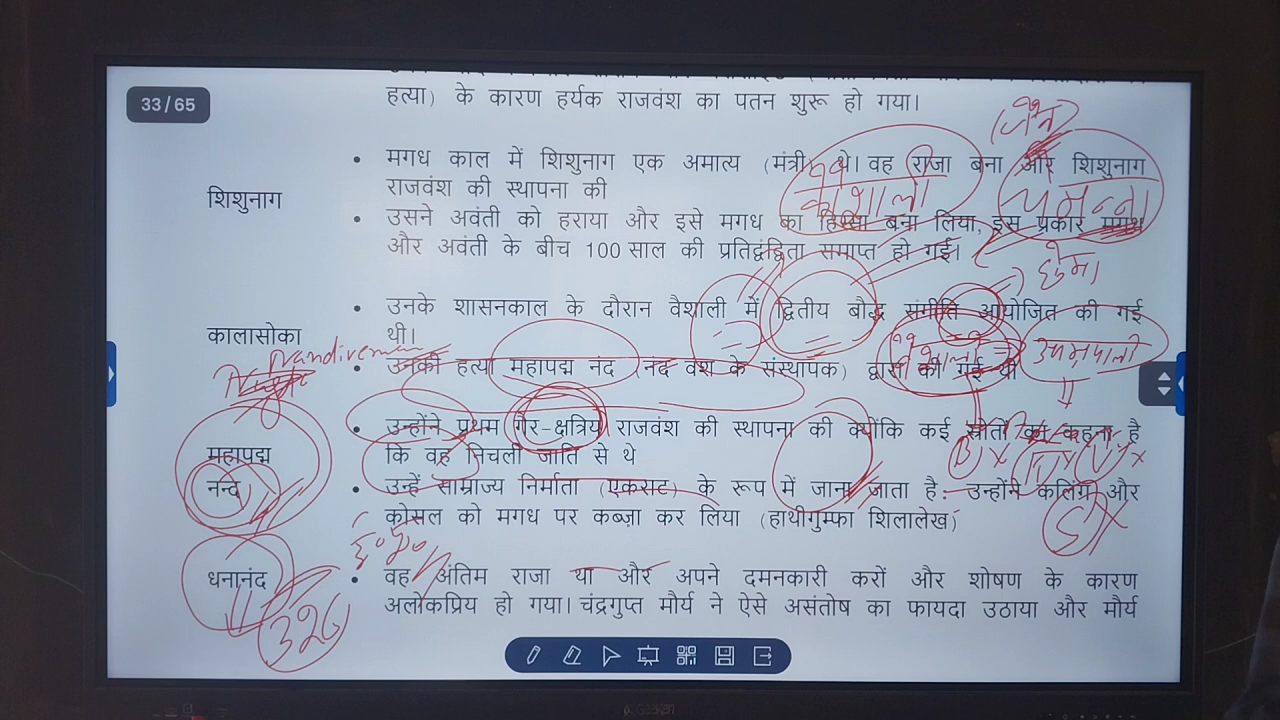 33/65
हत्या) के कारण हर्यक राजवंश का पतन शुरू हो गया।
शिशुनाग
• मगध काल में शिशुनाग एक अमात्य (मंत्री) थे। वह राजा बना और शिशुनाग
राजवंश की स्थापना की
• उसने अवंती को हराया और इसे मगध का हिस्सा बना लिया, इस प्रकार मगध
और अवंती के बीच 100 साल की प्रतिद्वंद्विता समाप्त हो गई।
कालासोका
• उनके शासनकाल के दौरान वैशाली में द्वितीय बौद्ध संगीति आयोजित की गई
थी।
• उनकी हत्या महापद्म नंद (नंद वंश के संस्थापक) द्वारा की गई थी
महापद्म
नन्द
• उन्होंने प्रथम गैर-क्षत्रिय राजवंश की स्थापना की क्योंकि कई स्रोतों का कहना है
कि वह निचली जाति से थे
• उन्हें साम्राज्य निर्माता (एकराट) के रूप में जाना जाता है: उन्होंने कलिंग और
कोसल को मगध पर कब्ज़ा कर लिया (हाथीगुम्फा शिलालेख)
धनानंद
• वह अंतिम राजा था और अपने दमनकारी करों और शोषण के कारण
अलोकप्रिय हो गया। चंद्रगुप्त मौर्य ने ऐसे असंतोष का फायदा उठाया और मौर्य
326